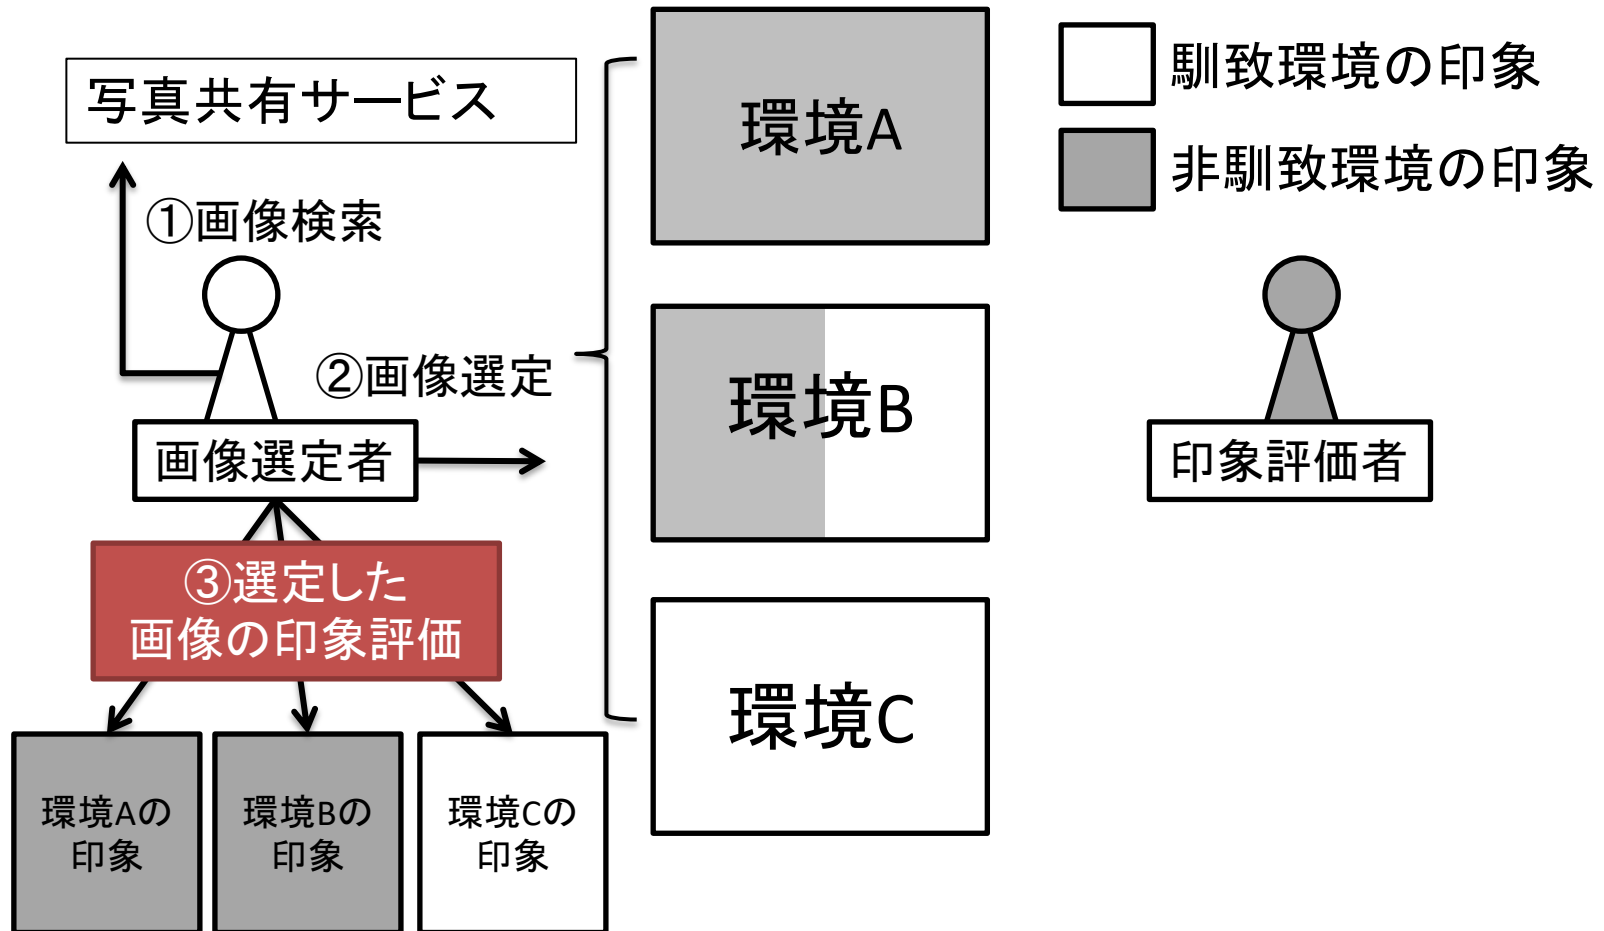 写真共有サービス
①画像検索
②画像選定
画像選定者
③選定した
画像の印象評価
環境Aの
印象
環境Bの
印象
環境Cの
印象
環境A
環境B
環境C
馴致環境の印象
非馴致環境の印象
印象評価者